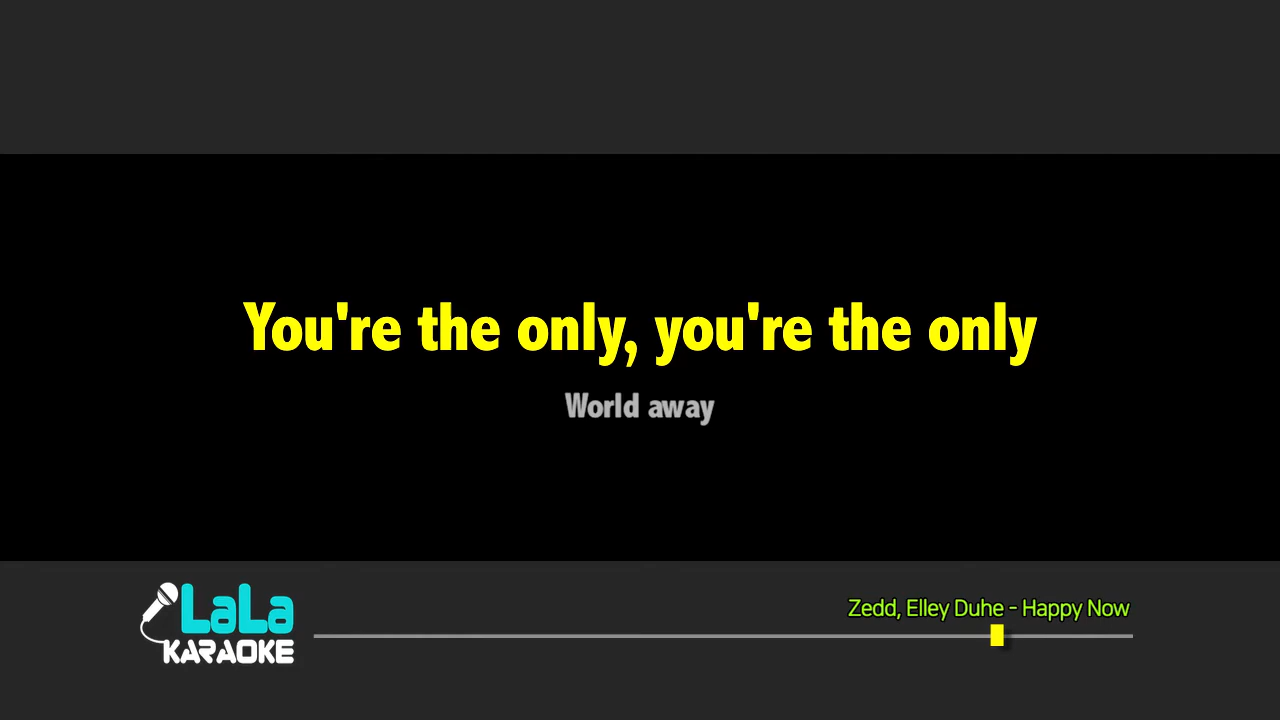 You're the only, you're the only
World away
Zedd, Elley Duhe - Happy Now
LaLa
KARAOKE